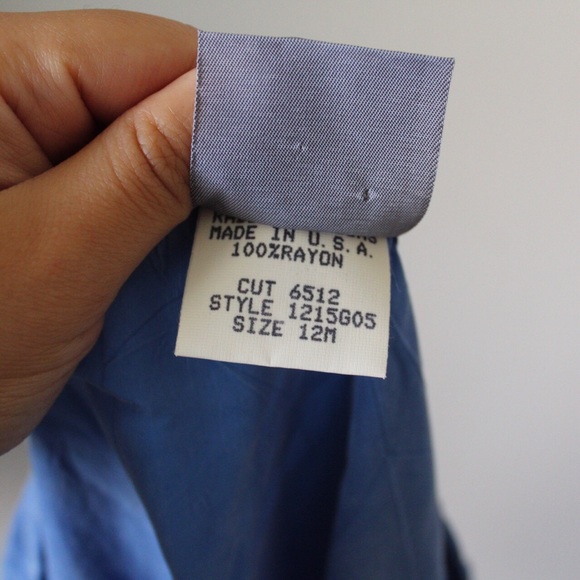 MADE IN U.S.A.
100%RAYON
CUT 6512
STYLE 1215G05
SIZE 12M